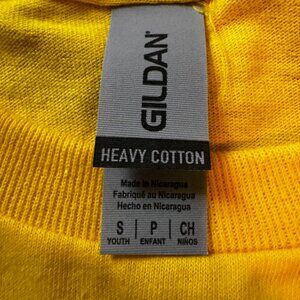 GILDAN
HEAVY COTTON
Made in Nicaragua
Fabriqué au Nicaragua
Hecho en Nicaragua
S | P | CH
YOUTH ENFANT NIÑOS